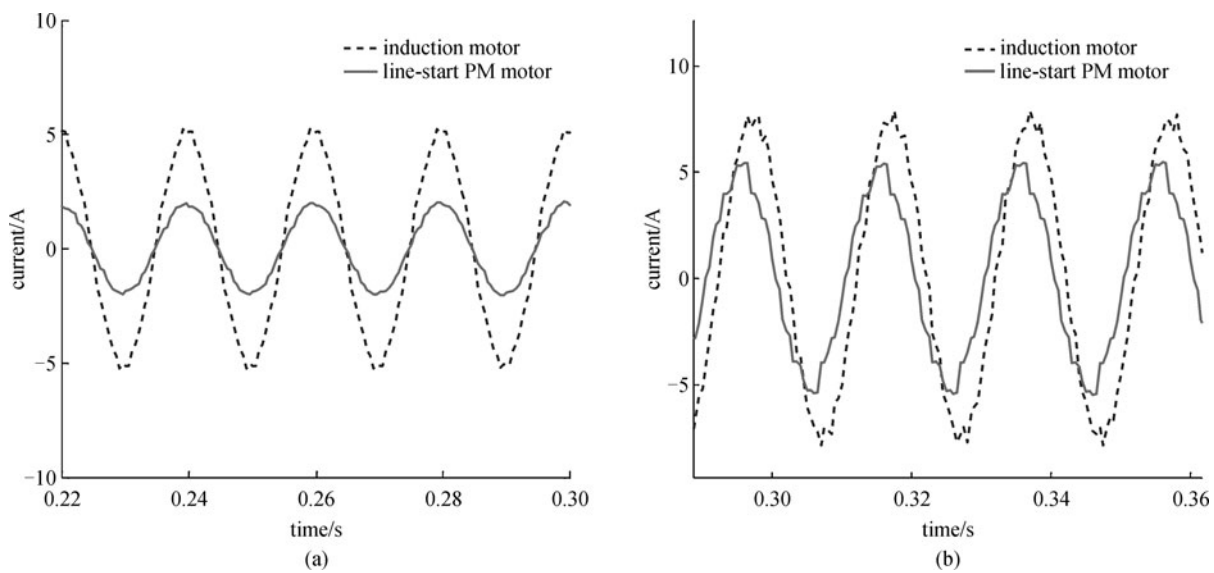 10
5
0
−5
−10
current/A
induction motor
line-start PM motor
0.22
0.24
0.26
0.28
0.30
time/s
(a)
10
5
0
−5
current/A
induction motor
line-start PM motor
0.30
0.32
0.34
0.36
time/s
(b)